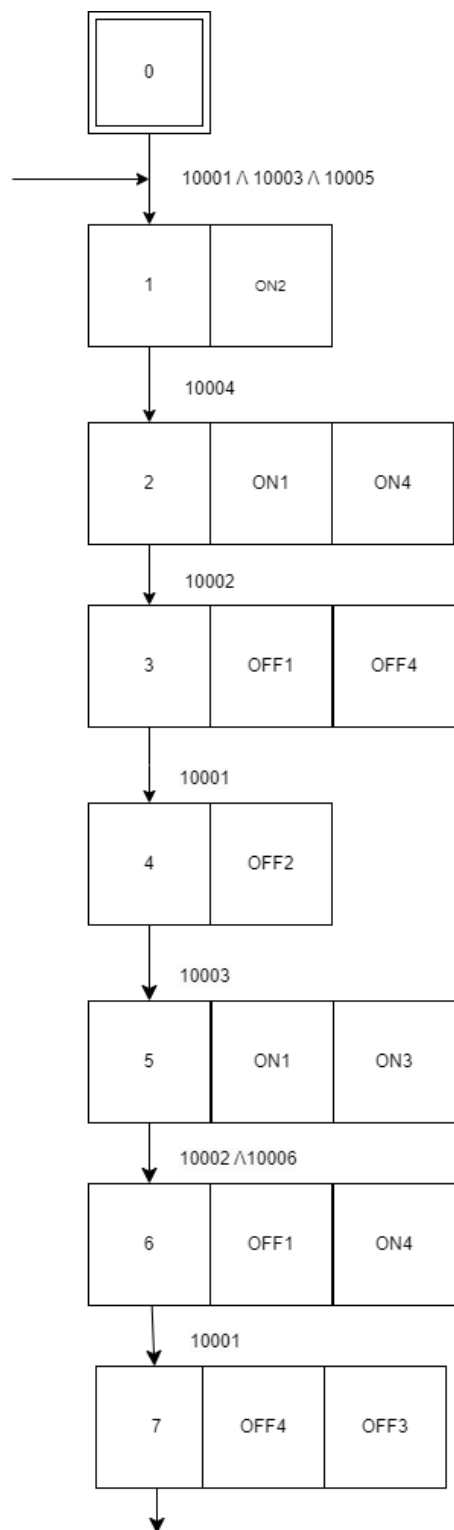 0
10001 /\ 10003 /\ 10005
1 ON2
10004
2 ON1 ON4
10002
3 OFF1 OFF4
10001
4 OFF2
10003
5 ON1 ON3
10002 /\10006
6 OFF1 ON4
10001
7 OFF4 OFF3